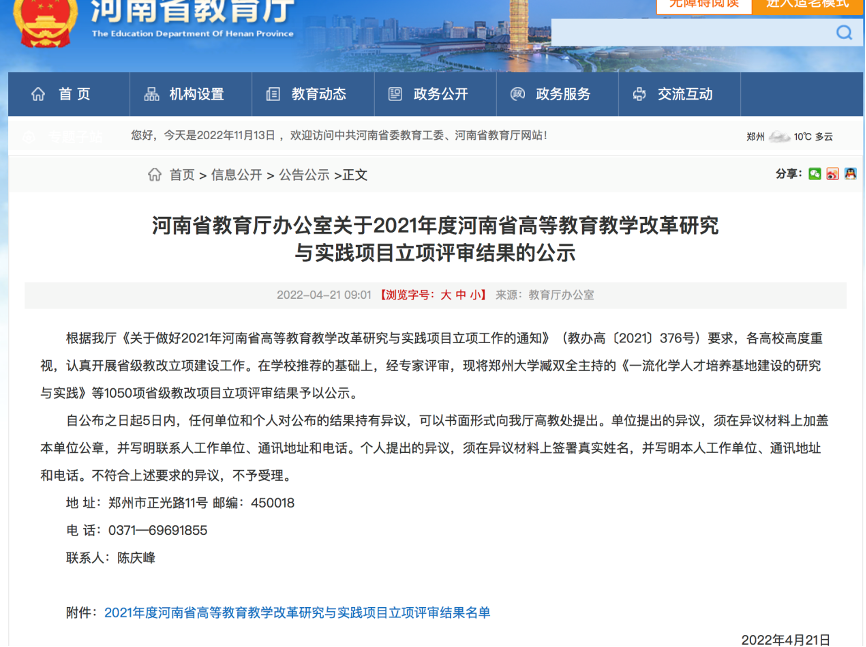 河南省教育厅
The Education Department Of Henan Province
无障碍阅读 进入适老模式
首 页 机构设置 教育动态 政务公开 政务服务 交流互动
您好，今天是2022年11月13日 ，欢迎访问中共河南省委教育工委、河南省教育厅网站！ 郑州 10℃ 多云
首页 > 信息公开 > 公告公示 >正文 分享：
河南省教育厅办公室关于2021年度河南省高等教育教学改革研究
与实践项目立项评审结果的公示
2022-04-21 09:01 【浏览字号：大 中 小】 来源：教育厅办公室
根据我厅《关于做好2021年河南省高等教育教学改革研究与实践项目立项工作的通知》（教办高〔2021〕376号）要求，各高校高度重
视，认真开展省级教改立项建设工作。在学校推荐的基础上，经专家评审，现将郑州大学臧双全主持的《一流化学人才培养基地建设的研究
与实践》等1050项省级教改项目立项评审结果予以公示。
自公布之日起5日内，任何单位和个人对公布的结果持有异议，可以书面形式向我厅高教处提出。单位提出的异议，须在异议材料上加盖
本单位公章，并写明联系人工作单位、通讯地址和电话。个人提出的异议，须在异议材料上签署真实姓名，并写明本人工作单位、通讯地址
和电话。不符合上述要求的异议，不予受理。
地 址：郑州市正光路11号 邮编：450018
电 话：0371—69691855
联系人：陈庆峰
附件：2021年度河南省高等教育教学改革研究与实践项目立项评审结果名单
2022年4月21日